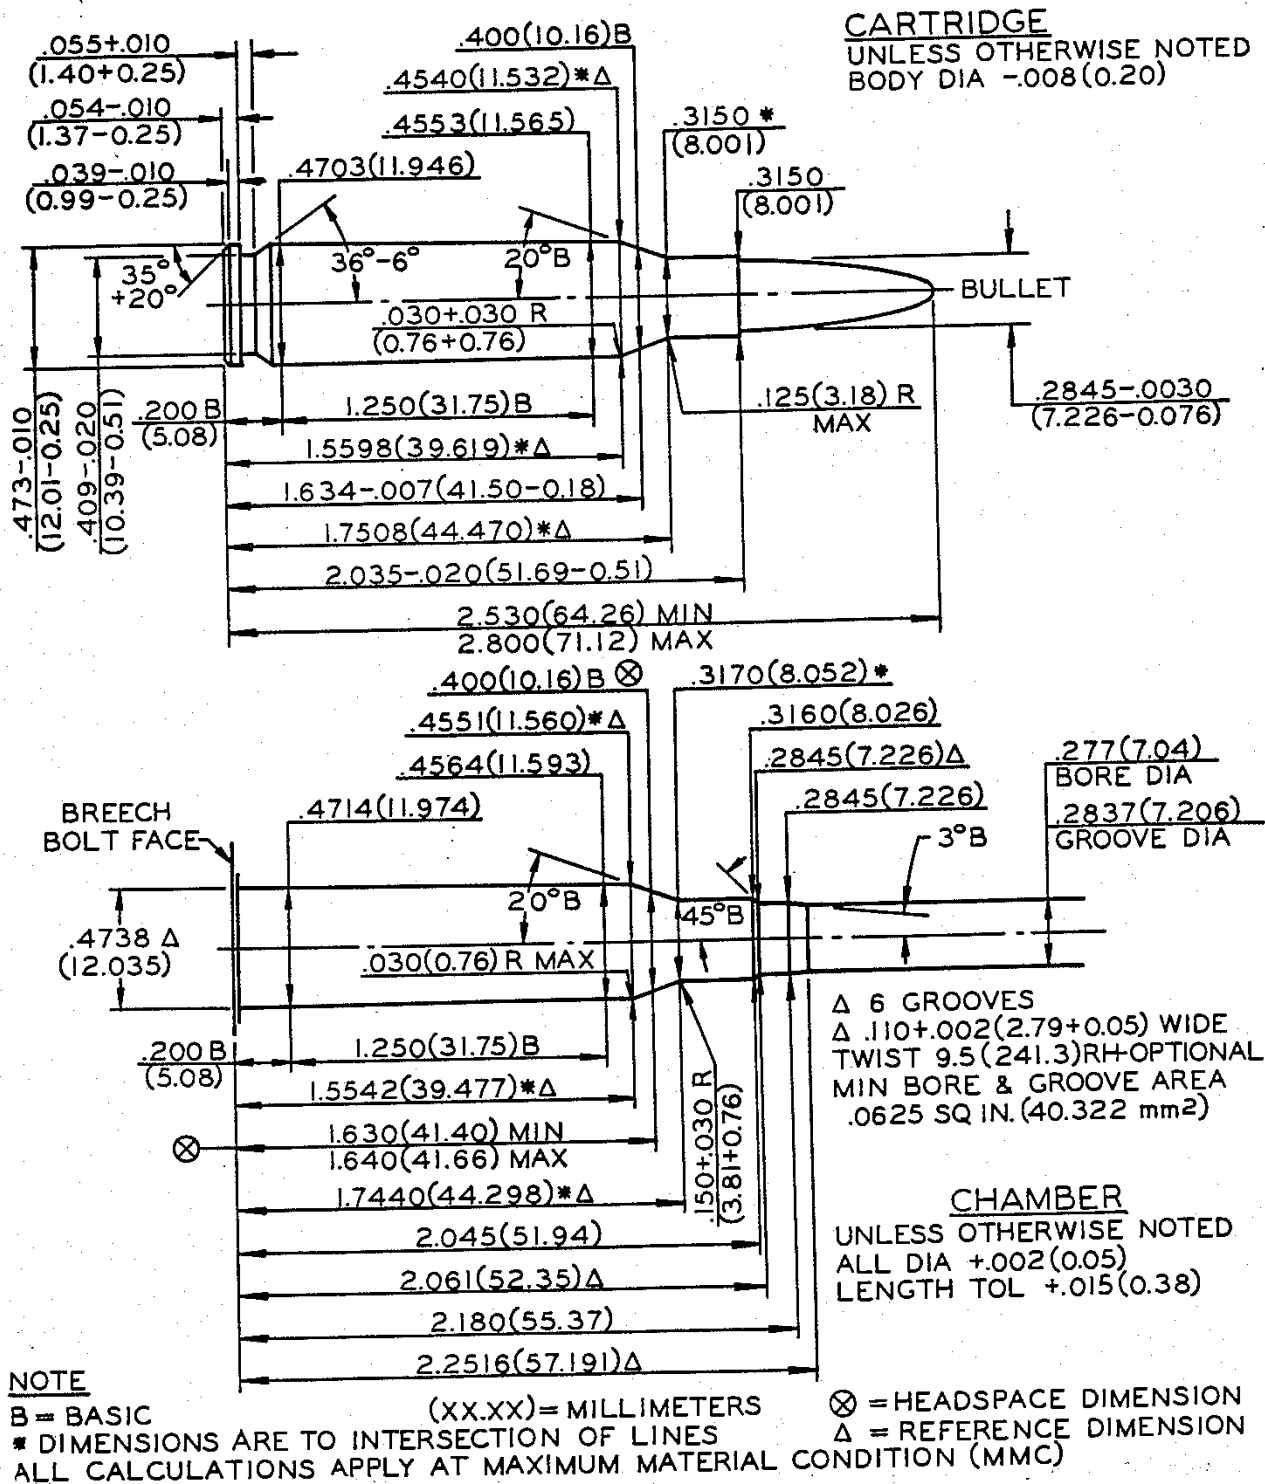 CARTRIDGE
UNLESS OTHERWISE NOTED
BODY DIA -.008(0.20)
.055+.010
(1.40+0.25)
.054-.010
(1.37-0.25)
.039-.010
(0.99-0.25)
.400(10.16)B
.4540(11.532)*Δ
.4553(11.565)
.4703(11.946)
.3150 *
(8.001)
.3150
(8.001)
35°
+20°
36°-6°
20°B
BULLET
.030+.030 R
(0.76+0.76)
.473-.010
(12.01-0.25)
.409-.020
(10.39-0.51)
.200 B
(5.08)
1.250(31.75)B
.125(3.18) R
MAX
.2845-.0030
(7.226-0.076)
1.5598(39.619)*Δ
1.634-.007(41.50-0.18)
1.7508(44.470)*Δ
2.035-.020(51.69-0.51)
2.530(64.26) MIN
2.800(71.12) MAX
.400(10.16)B ⊗
.3170(8.052)*
.4551(11.560)*Δ
.3160(8.026)
.4564(11.593)
.2845(7.226)Δ
.277(7.04)
BORE DIA
.4714(11.974)
.2845(7.226)
.2837(7.206)
GROOVE DIA
BREECH
BOLT FACE
3°B
20°B
45°B
.4738 Δ
(12.035)
.030(0.76) R MAX
Δ 6 GROOVES
Δ .110+.002(2.79+0.05) WIDE
TWIST 9.5(241.3)RH-OPTIONAL
MIN BORE & GROOVE AREA
.0625 SQ IN.(40.322 mm2)
.200 B
(5.08)
1.250(31.75)B
1.5542(39.477)*Δ
⊗
1.630(41.40) MIN
1.640(41.66) MAX
.150+.030 R
(3.81+0.76)
1.7440(44.298)*Δ
2.045(51.94)
2.061(52.35)Δ
2.180(55.37)
2.2516(57.191)Δ
CHAMBER
UNLESS OTHERWISE NOTED
ALL DIA +.002(0.05)
LENGTH TOL +.015(0.38)
NOTE
B = BASIC
(XX.XX)= MILLIMETERS
⊗ = HEADSPACE DIMENSION
* DIMENSIONS ARE TO INTERSECTION OF LINES
Δ = REFERENCE DIMENSION
ALL CALCULATIONS APPLY AT MAXIMUM MATERIAL CONDITION (MMC)